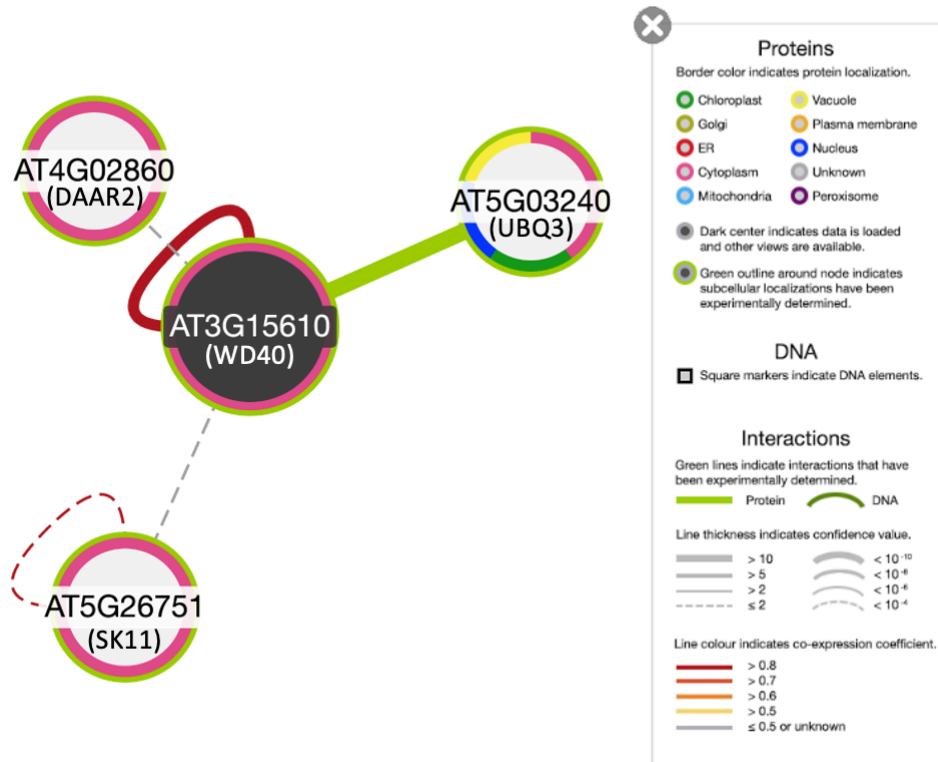 AT4G02860
(DAAR2)
AT5G03240
(UBQ3)
AT3G15610
(WD40)
AT5G26751
(SK11)
Proteins
Border color indicates protein localization.
Chloroplast
Vacuole
Golgi
Plasma membrane
ER
Nucleus
Cytoplasm
Unknown
Mitochondria
Peroxisome
Dark center indicates data is loaded
and other views are available.
Green outline around node indicates
subcellular localizations have been
experimentally determined.
DNA
Square markers indicate DNA elements.
Interactions
Green lines indicate interactions that have
been experimentally determined.
Protein
DNA
Line thickness indicates confidence value.
> 10
< 10⁻¹⁰
> 5
< 10⁻⁸
> 2
< 10⁻⁶
≤ 2
< 10⁻⁴
Line colour indicates co-expression coefficient.
> 0.8
> 0.7
> 0.6
> 0.5
≤ 0.5 or unknown